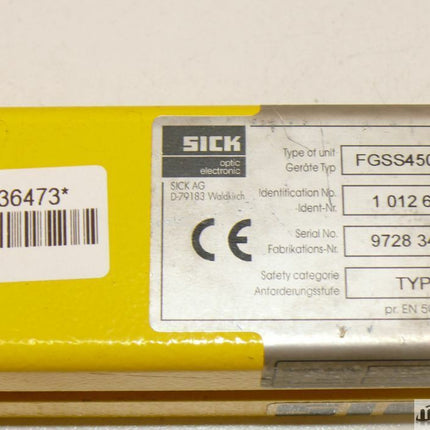 36473*
SICK
optic
electronic
SICK AG
D-79183 Waldkirch
CE
Type of unit
Geräte Typ
FGSS450
Identification No.
Ident-Nr.
1 012 6
Serial No.
Fabrikations-Nr.
9728 34
Safety categorie
Anforderungsstufe
TYP
pr. EN 50